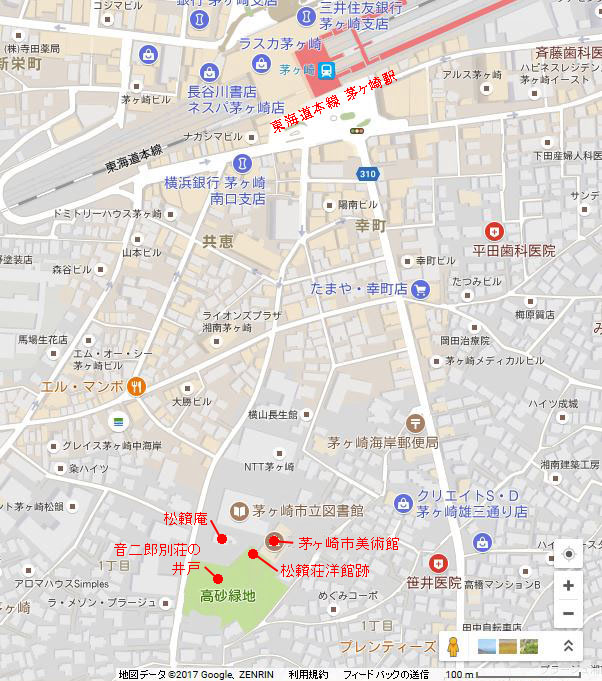 コジマビル
三井住友銀行
茅ヶ崎支店
(株)寺田薬局
新栄町
ラスカ茅ヶ崎
茅ヶ崎
斉藤歯科
長谷川書店
ネスパ茅ヶ崎店
茅ヶ崎ビル
アルス茅ヶ崎
ハピネスレジデン
茅ヶ崎イースト
東海道本線 茅ヶ崎駅
ナカジマビル
東海道本線
下田産婦人科医
横浜銀行 茅ヶ崎
南口支店
310
ドミトリーハウス茅ヶ崎
陽南ビル
サンデ
共恵
幸町
平田歯科医院
山本ビル
野塗装店
森谷ビル
幸町ビル
たまや・幸町店
たつみビル
ライオンズプラザ
湘南茅ヶ崎
梅原質店
馬場生花店
エム・オー・シー
茅ヶ崎ビル
岡田治療院
茅ヶ崎メディカルビル
エル・マンボ
大勝ビル
横山長生館
ハイツ成城
グレイス茅ヶ崎中海岸
茅ヶ崎海岸郵便局
粂ハイツ
NTT茅ヶ崎
湘南建築工房
ント茅ヶ崎松韻
クリエイトS・D
茅ヶ崎雄三通り店
松籟庵
茅ヶ崎市立図書館
音二郎別荘の
井戸
茅ヶ崎市美術館
松籟荘洋館跡
1丁目
アロマハウスSimples
笹井医院
高橋マンションB
高砂緑地
ラ・メゾン・ブラージュ
めぐみコーポ
茅ヶ崎
1丁目
田中自転車店
プレンティーズ
地図データ ©2017 Google、ZENRIN 利用規約 フィードバックの送信 100 m